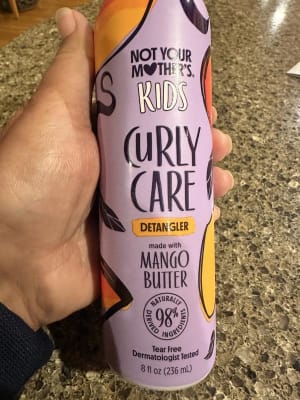 NOT YOUR
MOTHER'S.
KIDS
CURLY
CARE
DETANGLER
made with
MANGO
BUTTER
NATURALLY
98%
DERIVED INGREDIENTS
Tear Free
Dermatologist Tested
8 fl oz (236 mL)